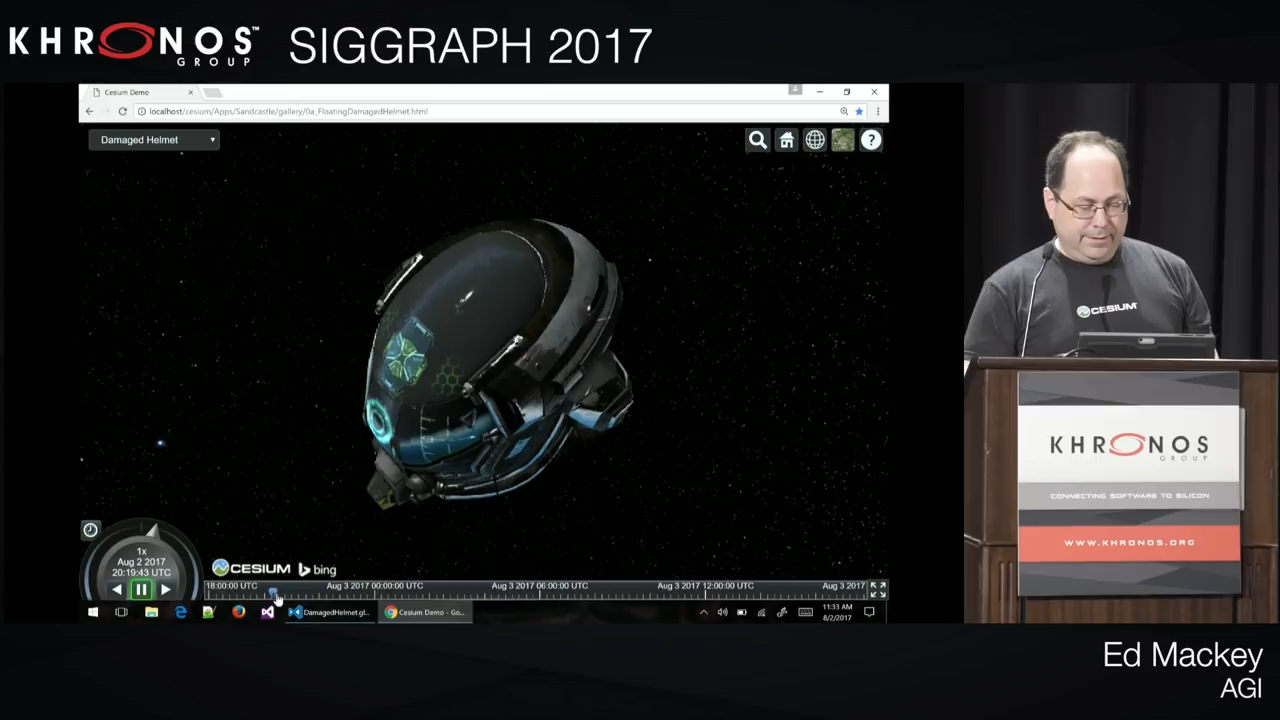 KHRONOS™
GROUP
SIGGRAPH 2017
Cesium Demo
localhost/cesium/Apps/Sandcastle/gallery/0a_FloatingDamagedHelmet.html
Damaged Helmet
?
CESIUM
1x
Aug 2 2017
20:19:43 UTC
CESIUM bing
18:00:00 UTC
Aug 3 2017 00:00:00 UTC
Aug 3 2017 06:00:00 UTC
Aug 3 2017 12:00:00 UTC
Aug 3 2017
DamagedHelmet.gl...
Cesium Demo - Go...
11:33 AM
8/2/2017
KHRONOS
GROUP
CONNECTING SOFTWARE TO SILICON
WWW.KHRONOS.ORG
Ed Mackey
AGI